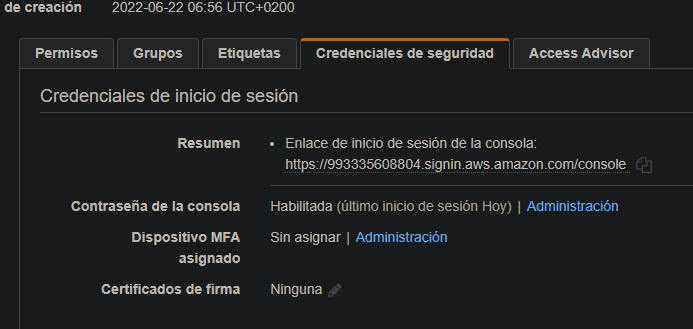 de creación 2022-06-22 06:56 UTC+0200
Permisos Grupos Etiquetas Credenciales de seguridad Access Advisor
Credenciales de inicio de sesión
Resumen • Enlace de inicio de sesión de la consola:
https://993335608804.signin.aws.amazon.com/console
Contraseña de la consola Habilitada (último inicio de sesión Hoy) | Administración
Dispositivo MFA Sin asignar | Administración
asignado
Certificados de firma Ninguna